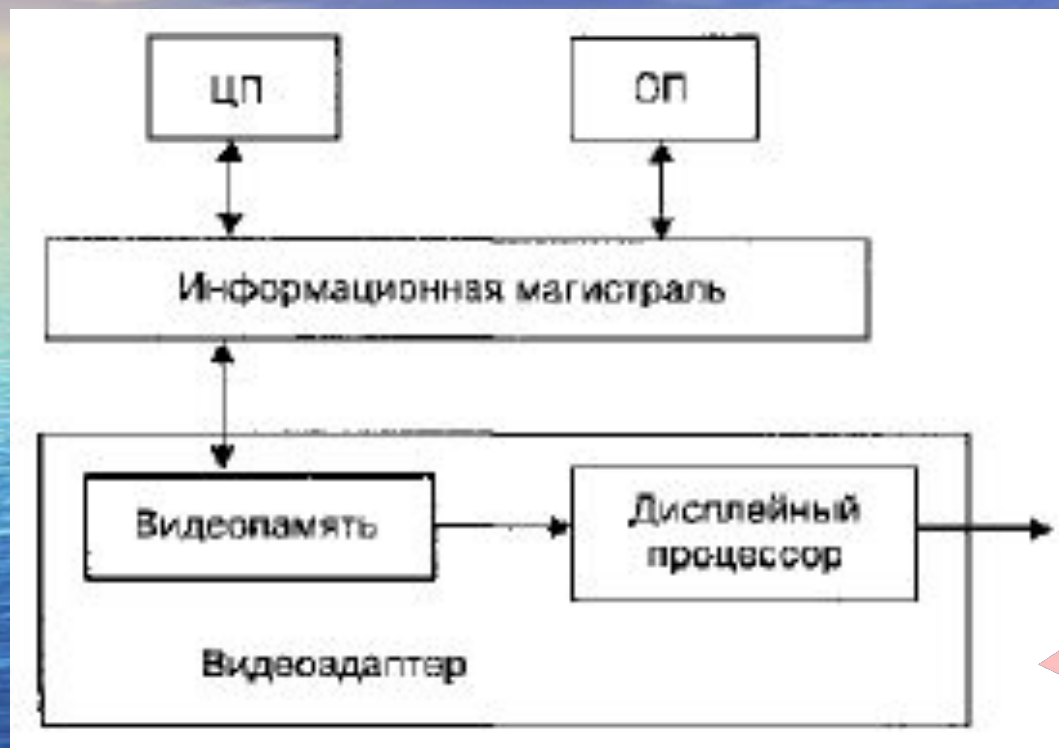 ЦП
ОП
Информационная магистраль
Видеопамять
Дисплейный
процессор
Видеоадаптер